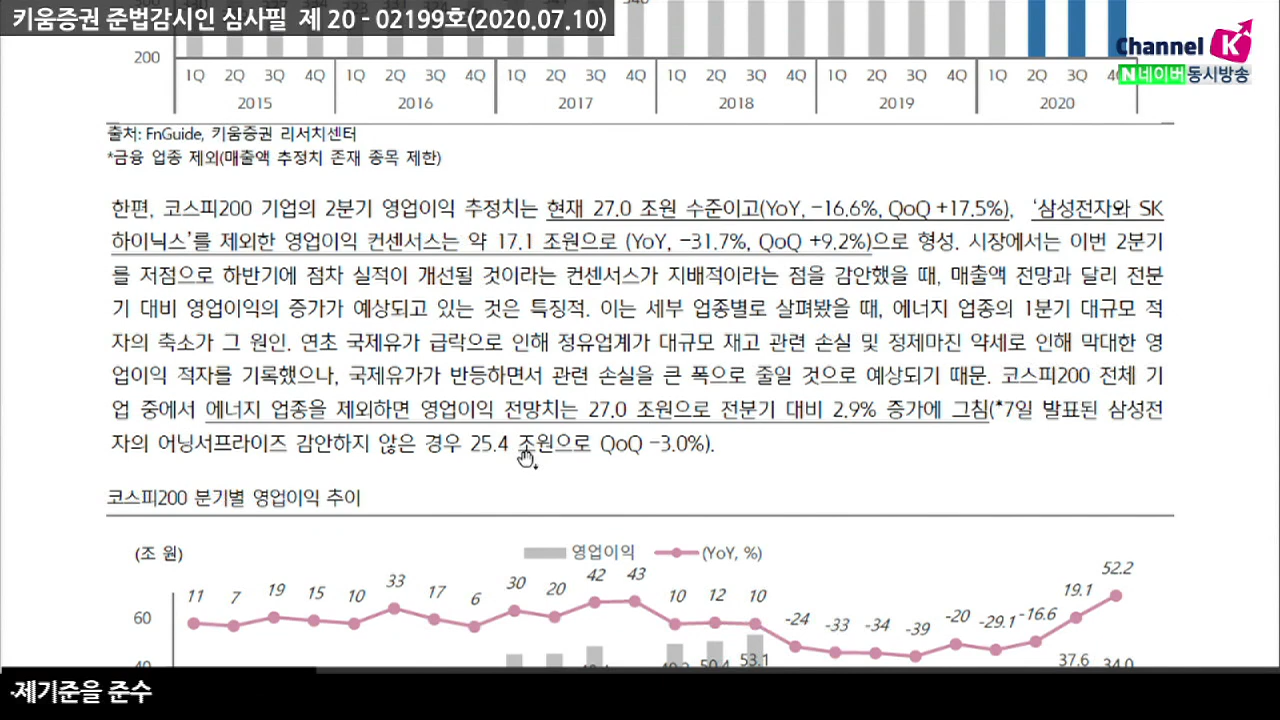 키움증권 준법감시인 심사필 제 20 - 02199호(2020.07.10)
Channel K
N 네이버 동시방송
200
1Q 2Q 3Q 4Q 1Q 2Q 3Q 4Q 1Q 2Q 3Q 4Q 1Q 2Q 3Q 4Q 1Q 2Q 3Q 4Q 1Q 2Q 3Q
2015 2016 2017 2018 2019 2020
출처: FnGuide, 키움증권 리서치센터
*금융 업종 제외(매출액 추정치 존재 종목 제한)
한편, 코스피200 기업의 2분기 영업이익 추정치는 현재 27.0 조원 수준이고(YoY, -16.6%, QoQ +17.5%), ‘삼성전자와 SK
하이닉스’를 제외한 영업이익 컨센서스는 약 17.1 조원으로 (YoY, -31.7%, QoQ +9.2%)으로 형성. 시장에서는 이번 2분기
를 저점으로 하반기에 점차 실적이 개선될 것이라는 컨센서스가 지배적이라는 점을 감안했을 때, 매출액 전망과 달리 전분
기 대비 영업이익의 증가가 예상되고 있는 것은 특징적. 이는 세부 업종별로 살펴봤을 때, 에너지 업종의 1분기 대규모 적
자의 축소가 그 원인. 연초 국제유가 급락으로 인해 정유업계가 대규모 재고 관련 손실 및 정제마진 약세로 인해 막대한 영
업이익 적자를 기록했으나, 국제유가가 반등하면서 관련 손실을 큰 폭으로 줄일 것으로 예상되기 때문. 코스피200 전체 기
업 중에서 에너지 업종을 제외하면 영업이익 전망치는 27.0 조원으로 전분기 대비 2.9% 증가에 그침(*7일 발표된 삼성전
자의 어닝서프라이즈 감안하지 않은 경우 25.4 조원으로 QoQ -3.0%).
코스피200 분기별 영업이익 추이
(조 원)
영업이익 (YoY, %)
11 7 19 15 10 33 17 6 30 20 42 43 10 12 10 -24 -33 -34 -39 -20 -29.1 -16.6 19.1 52.2
60
40
53.1 37.6 34.0
제기준을 준수